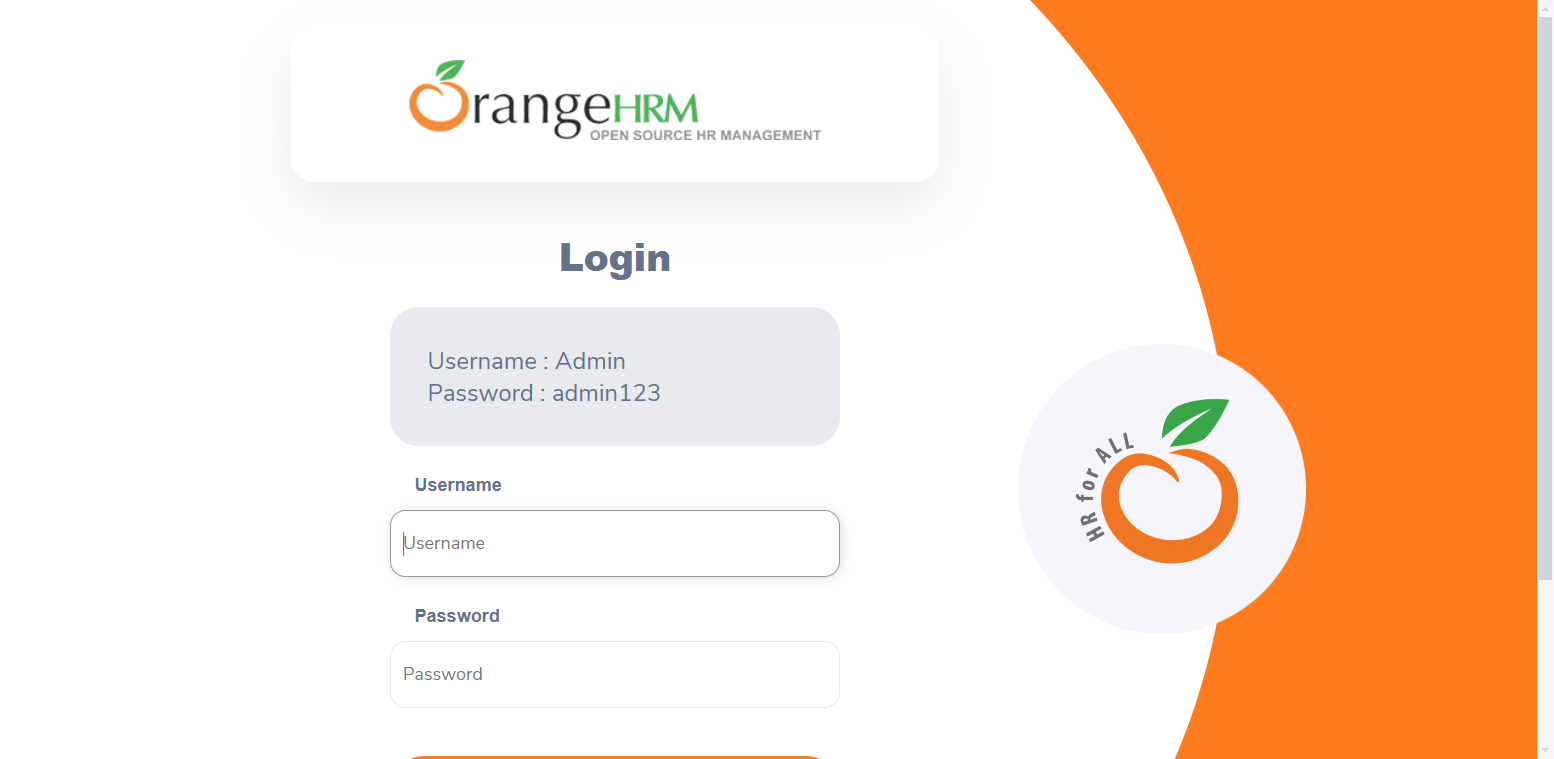 OrangeHRM
OPEN SOURCE HR MANAGEMENT
Login
Username : Admin
Password : admin123
Username
Username
Password
Password
HR for ALL